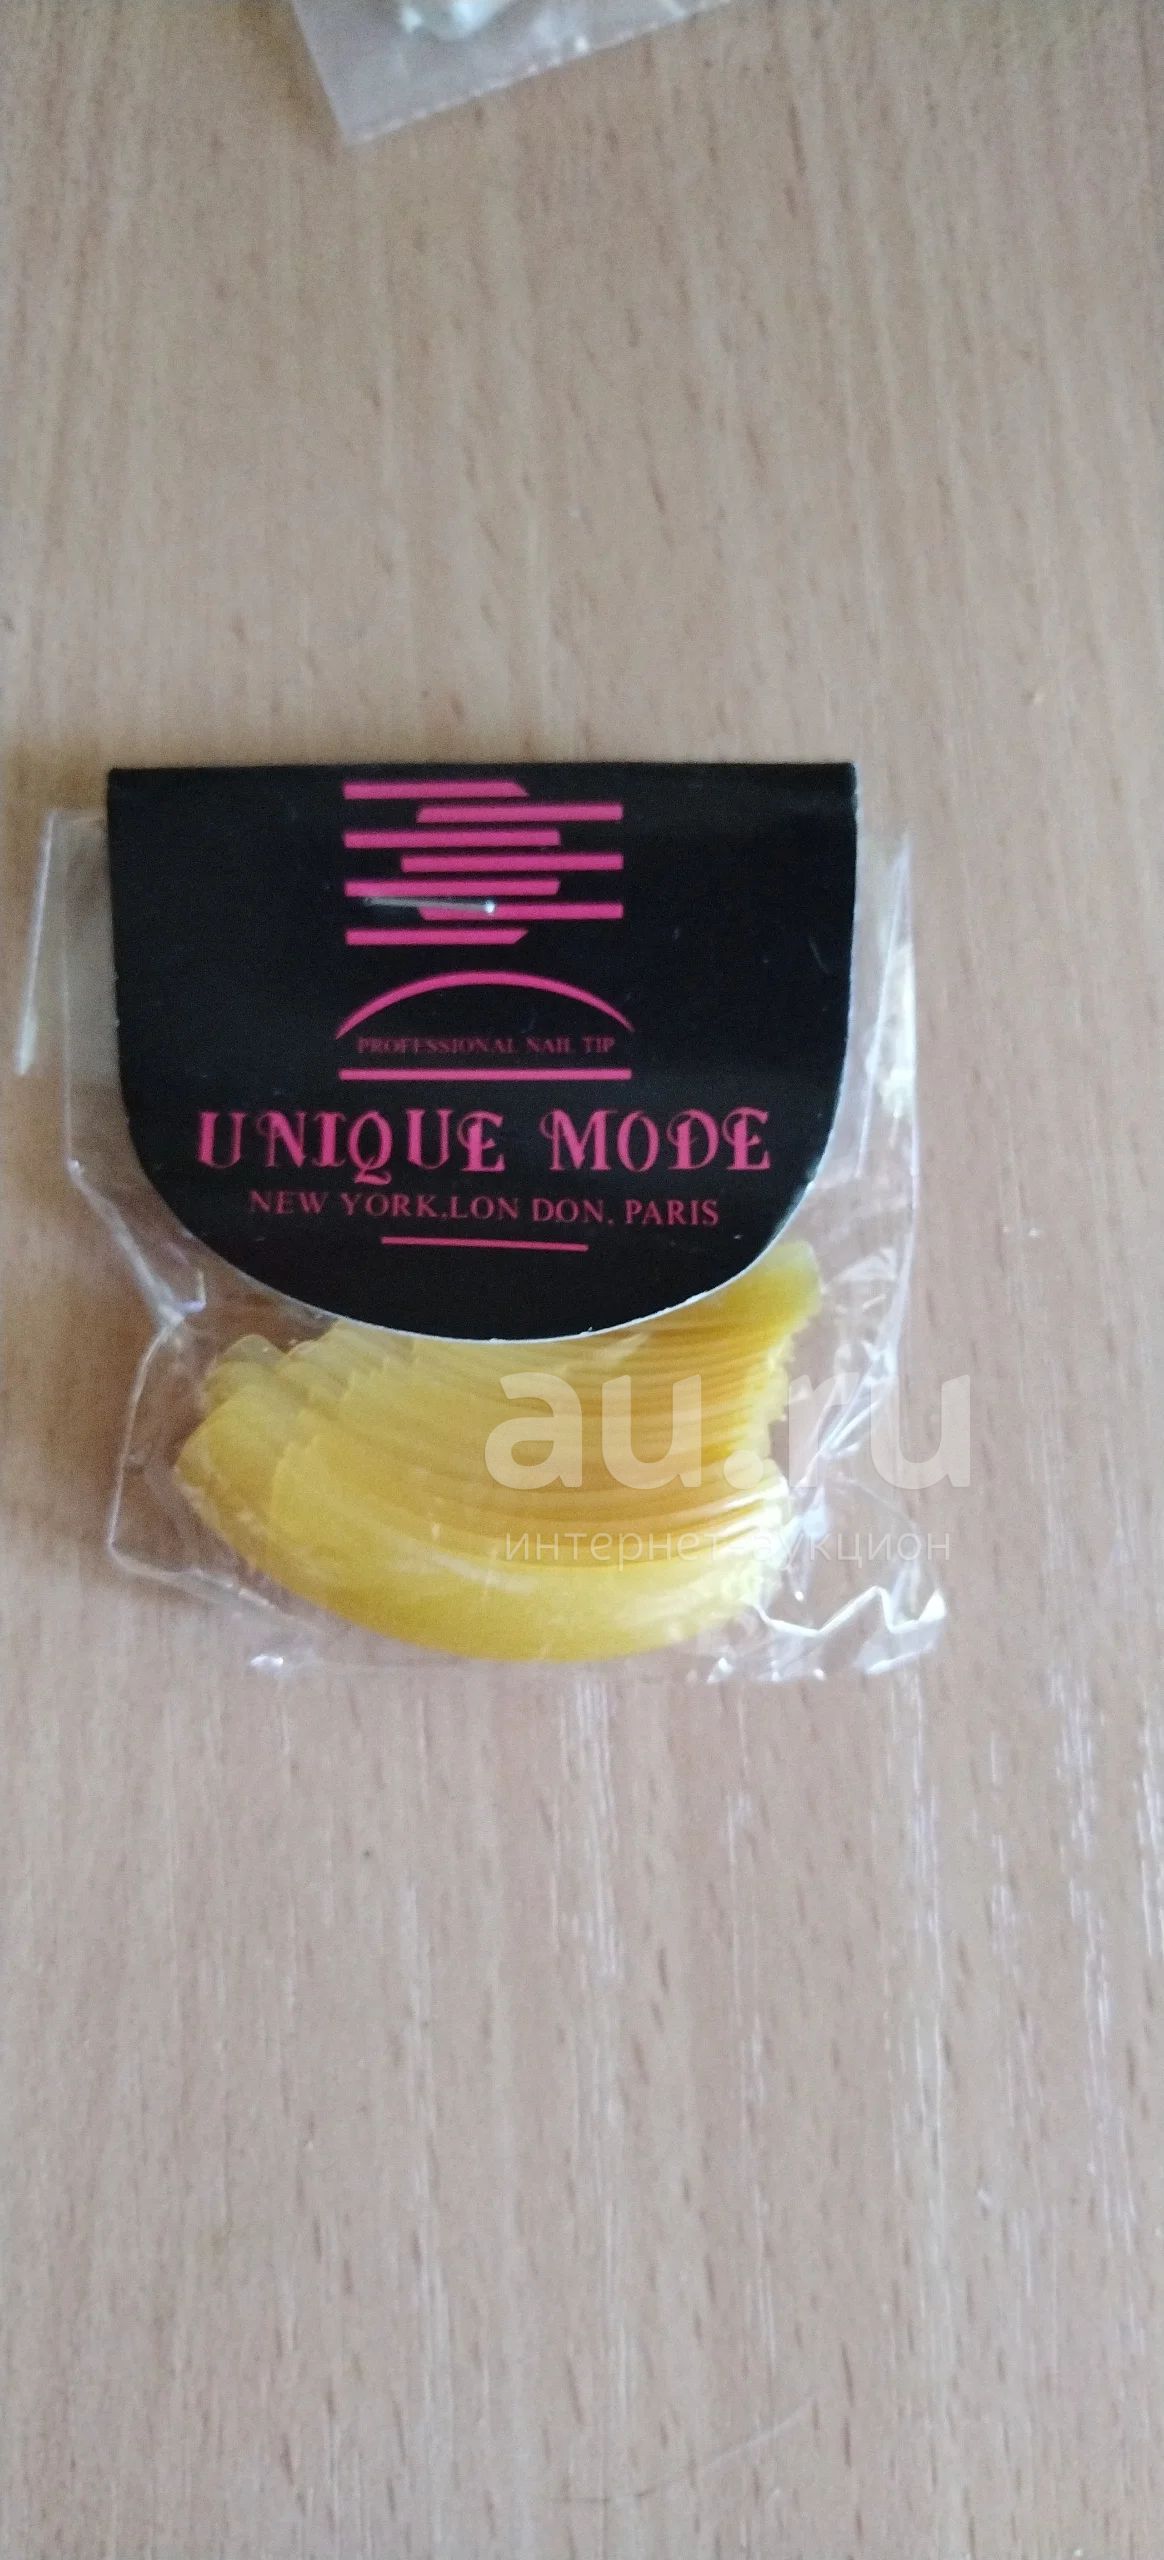 PROFESSIONAL NAIL TIP
UNIQUE MODE
NEW YORK.LON DON. PARIS
au.ru
интернет-аукцион